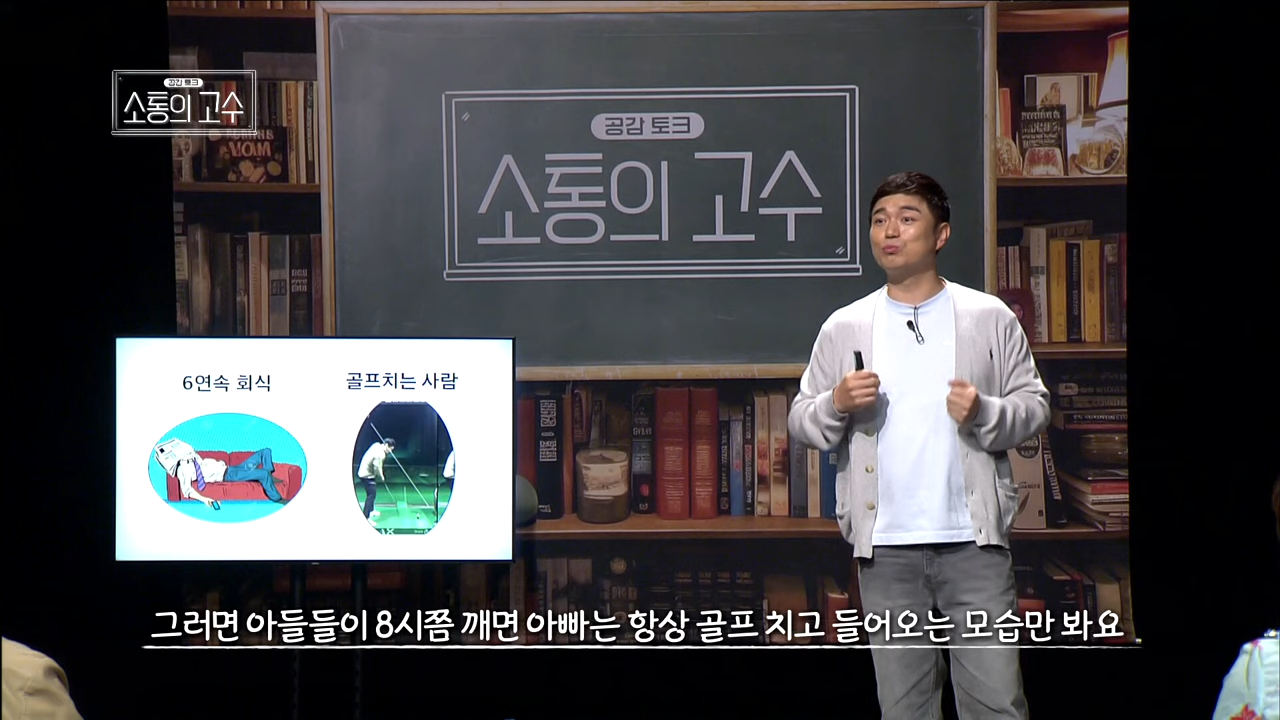 공감 토크
소통의 고수
공감 토크
소통의 고수
6연속 회식
골프치는 사람
그러면 아들들이 8시쯤 깨면 아빠는 항상 골프 치고 들어오는 모습만 봐요